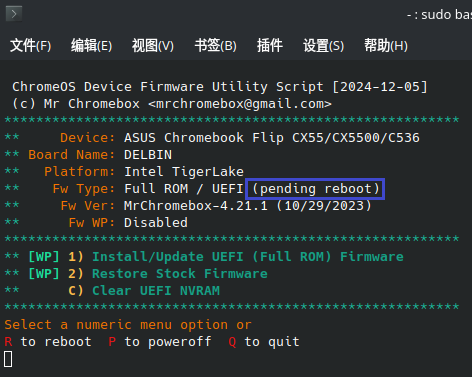 - : sudo bas
文件(F) 编辑(E) 视图(V) 书签(B) 插件 设置(S) 帮助(H)
ChromeOS Device Firmware Utility Script [2024-12-05]
(c) Mr Chromebox <mrchromebox@gmail.com>
*********************************************************
** Device: ASUS Chromebook Flip CX55/CX5500/C536
** Board Name: DELBIN
** Platform: Intel TigerLake
** Fw Type: Full ROM / UEFI (pending reboot)
** Fw Ver: MrChromebox-4.21.1 (10/29/2023)
** Fw WP: Disabled
*********************************************************
** [WP] 1) Install/Update UEFI (Full ROM) Firmware
** [WP] 2) Restore Stock Firmware
** C) Clear UEFI NVRAM
*********************************************************
Select a numeric menu option or
R to reboot P to poweroff Q to quit